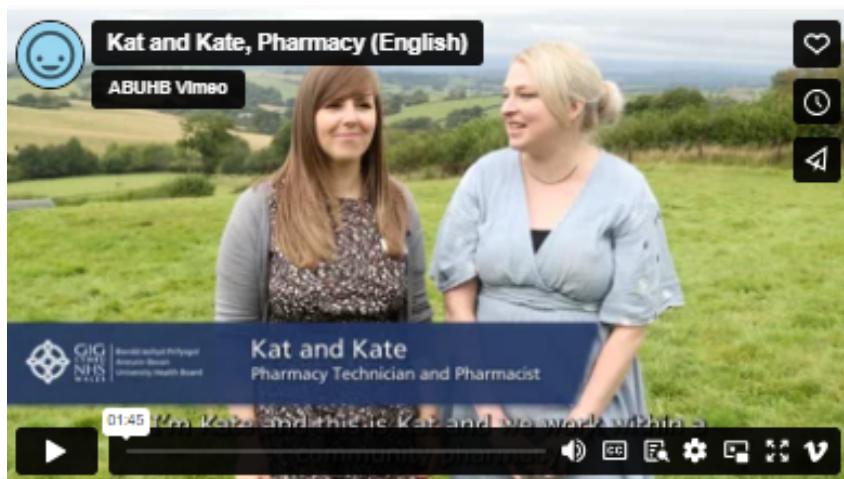 Kat and Kate, Pharmacy (English)
ABUHB Vimeo
GIG
CYMRU
NHS
WALES
Bwrdd Iechyd Prifysgol
Aneurin Bevan
University Health Board
Kat and Kate
Pharmacy Technician and Pharmacist
01:45
I'm Kate and this is Kat and we work within a
community pharmacy
CC